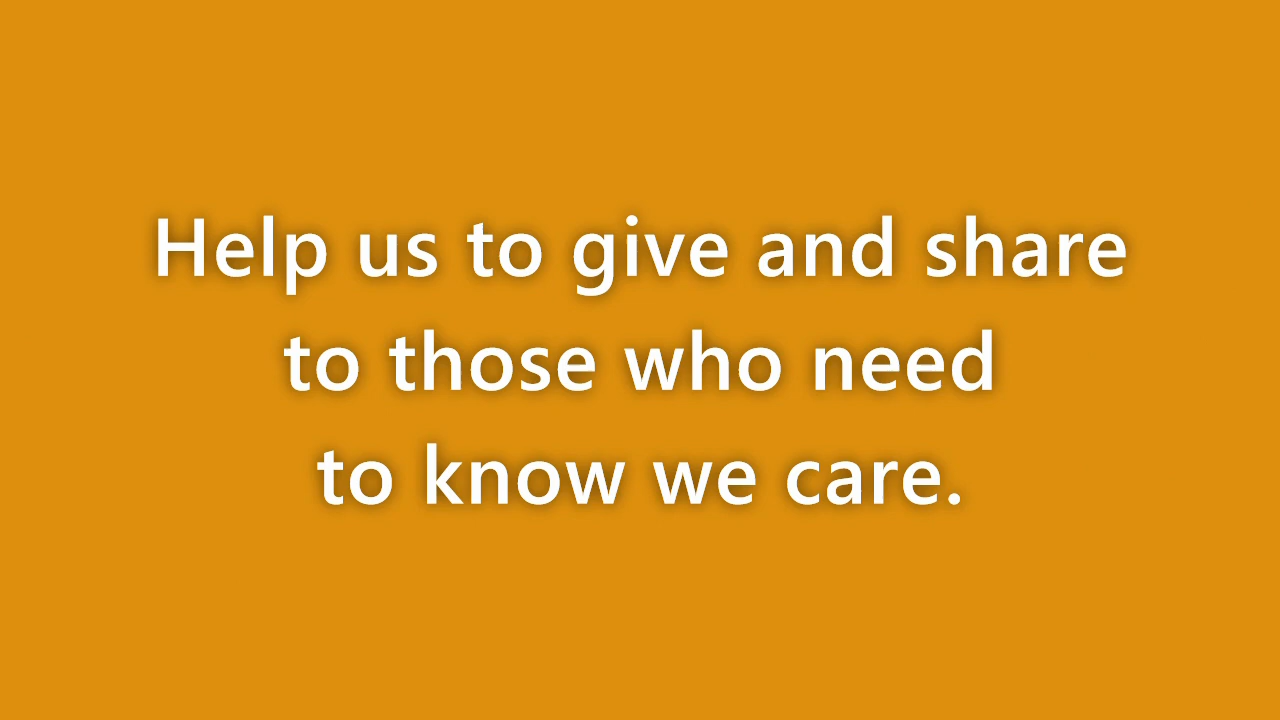 Help us to give and share
to those who need
to know we care.